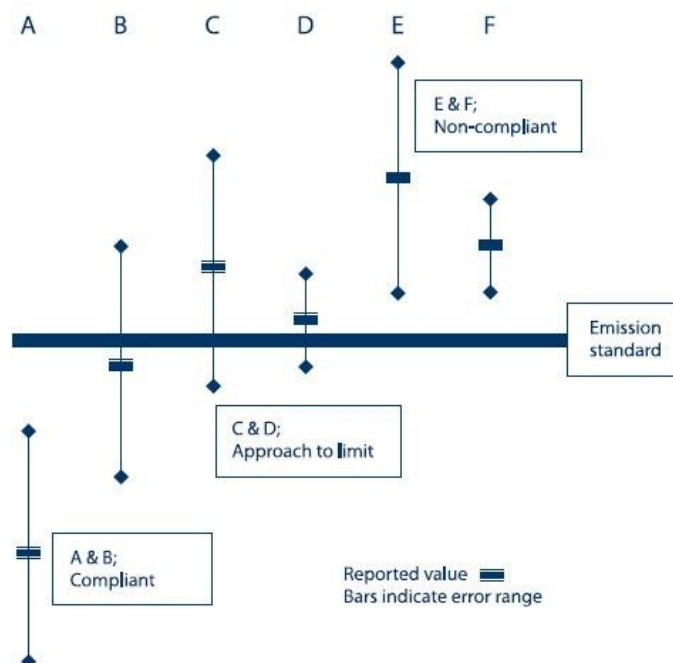 A B C D E F
E & F;
Non-compliant
Emission
standard
C & D;
Approach to limit
A & B;
Compliant
Reported value
Bars indicate error range